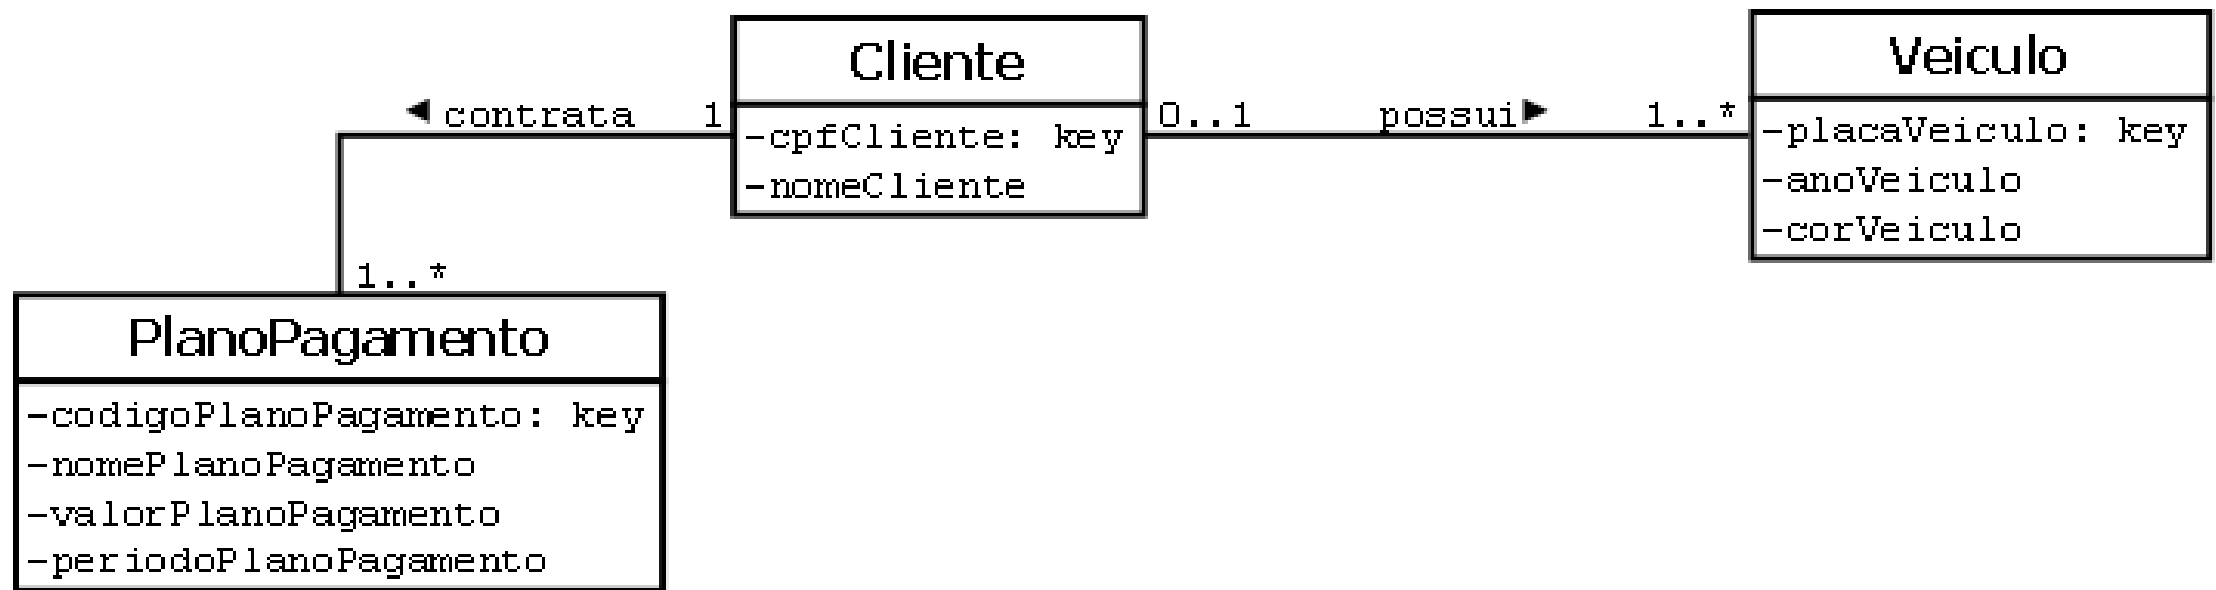 Cliente
-cpfCliente: key
-nomeCliente
◄ contrata
1
1..*
0..1
possui►
1..*
Veiculo
-placaVeiculo: key
-anoVeiculo
-corVeiculo
PlanoPagamento
-codigoPlanoPagamento: key
-nomePlanoPagamento
-valorPlanoPagamento
-periodoPlanoPagamento